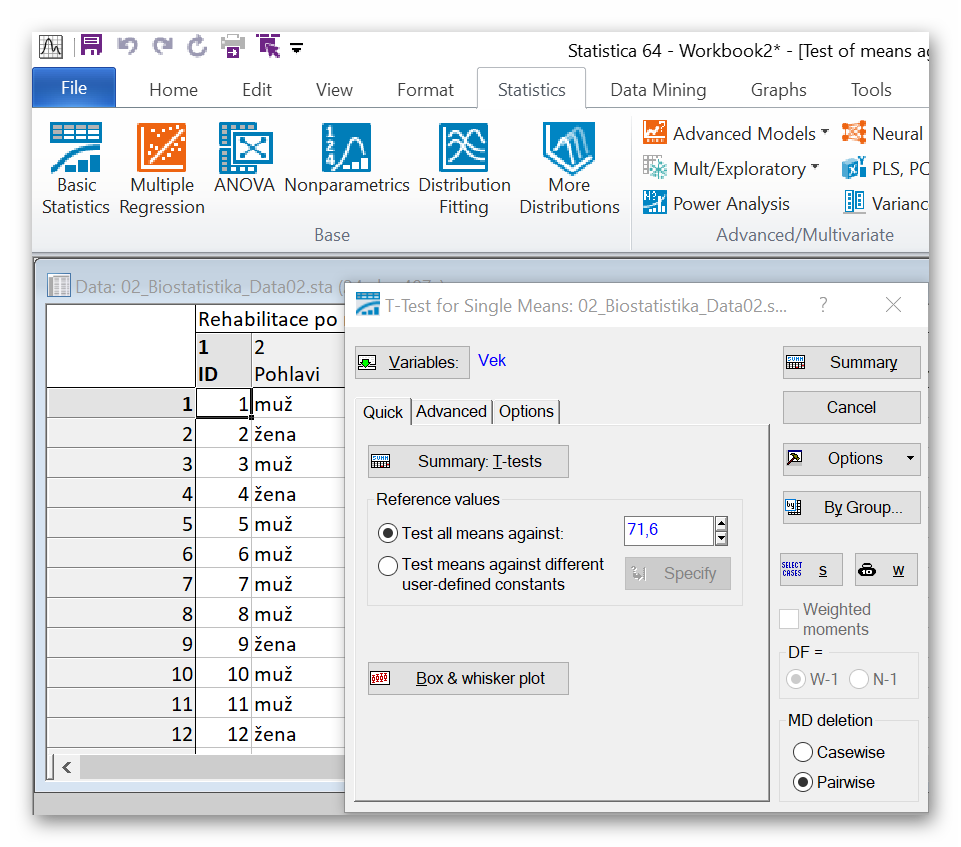 Statistica 64 - Workbook2* - [Test of means ag
File Home Edit View Format Statistics Data Mining Graphs Tools
Basic Statistics
Multiple Regression
ANOVA
Nonparametrics
Distribution Fitting
More Distributions
Base
Advanced Models
Mult/Exploratory
Power Analysis
Neural
PLS, PC
Varianc
Advanced/Multivariate
Data: 02_Biostatistika_Data02.sta
Rehabilitace po
1 2
ID Pohlavi
1 1 muž
2 2 žena
3 3 muž
4 4 žena
5 5 muž
6 6 muž
7 7 muž
8 8 muž
9 9 žena
10 10 muž
11 11 muž
12 12 žena
T-Test for Single Means: 02_Biostatistika_Data02.s... ?
Variables: Vek
Quick Advanced Options
Summary: T-tests
Reference values
Test all means against: 71,6
Test means against different
user-defined constants
Specify
Box & whisker plot
Summary
Cancel
Options
By Group...
SELECT CASES S
W
Weighted
moments
DF =
W-1 N-1
MD deletion
Casewise
Pairwise